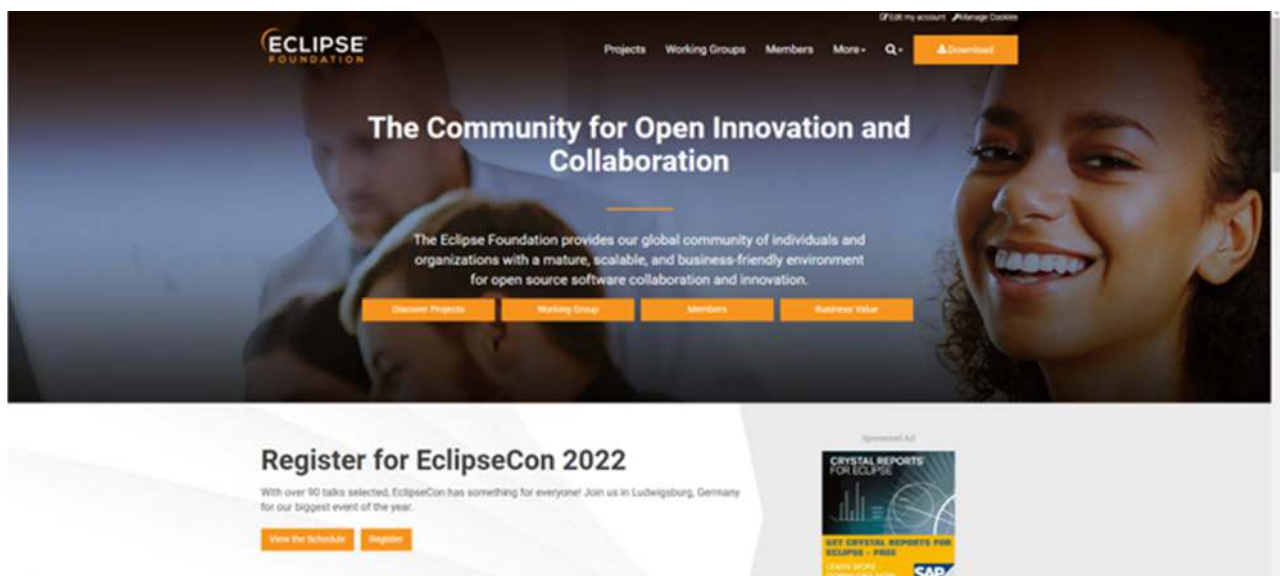 Edit my account Manage Cookies
ECLIPSE
FOUNDATION
Projects Working Groups Members More Download
The Community for Open Innovation and
Collaboration
The Eclipse Foundation provides our global community of individuals and
organizations with a mature, scalable, and business-friendly environment
for open source software collaboration and innovation.
Discover Projects Working Group Members Business Value
Register for EclipseCon 2022
With over 90 talks selected, EclipseCon has something for everyone! Join us in Ludwigsburg, Germany
for our biggest event of the year.
View the Schedule Register
Sponsored Ad
CRYSTAL REPORTS
FOR ECLIPSE
GET CRYSTAL REPORTS FOR
ECLIPSE - FREE
LEARN MORE
SAP